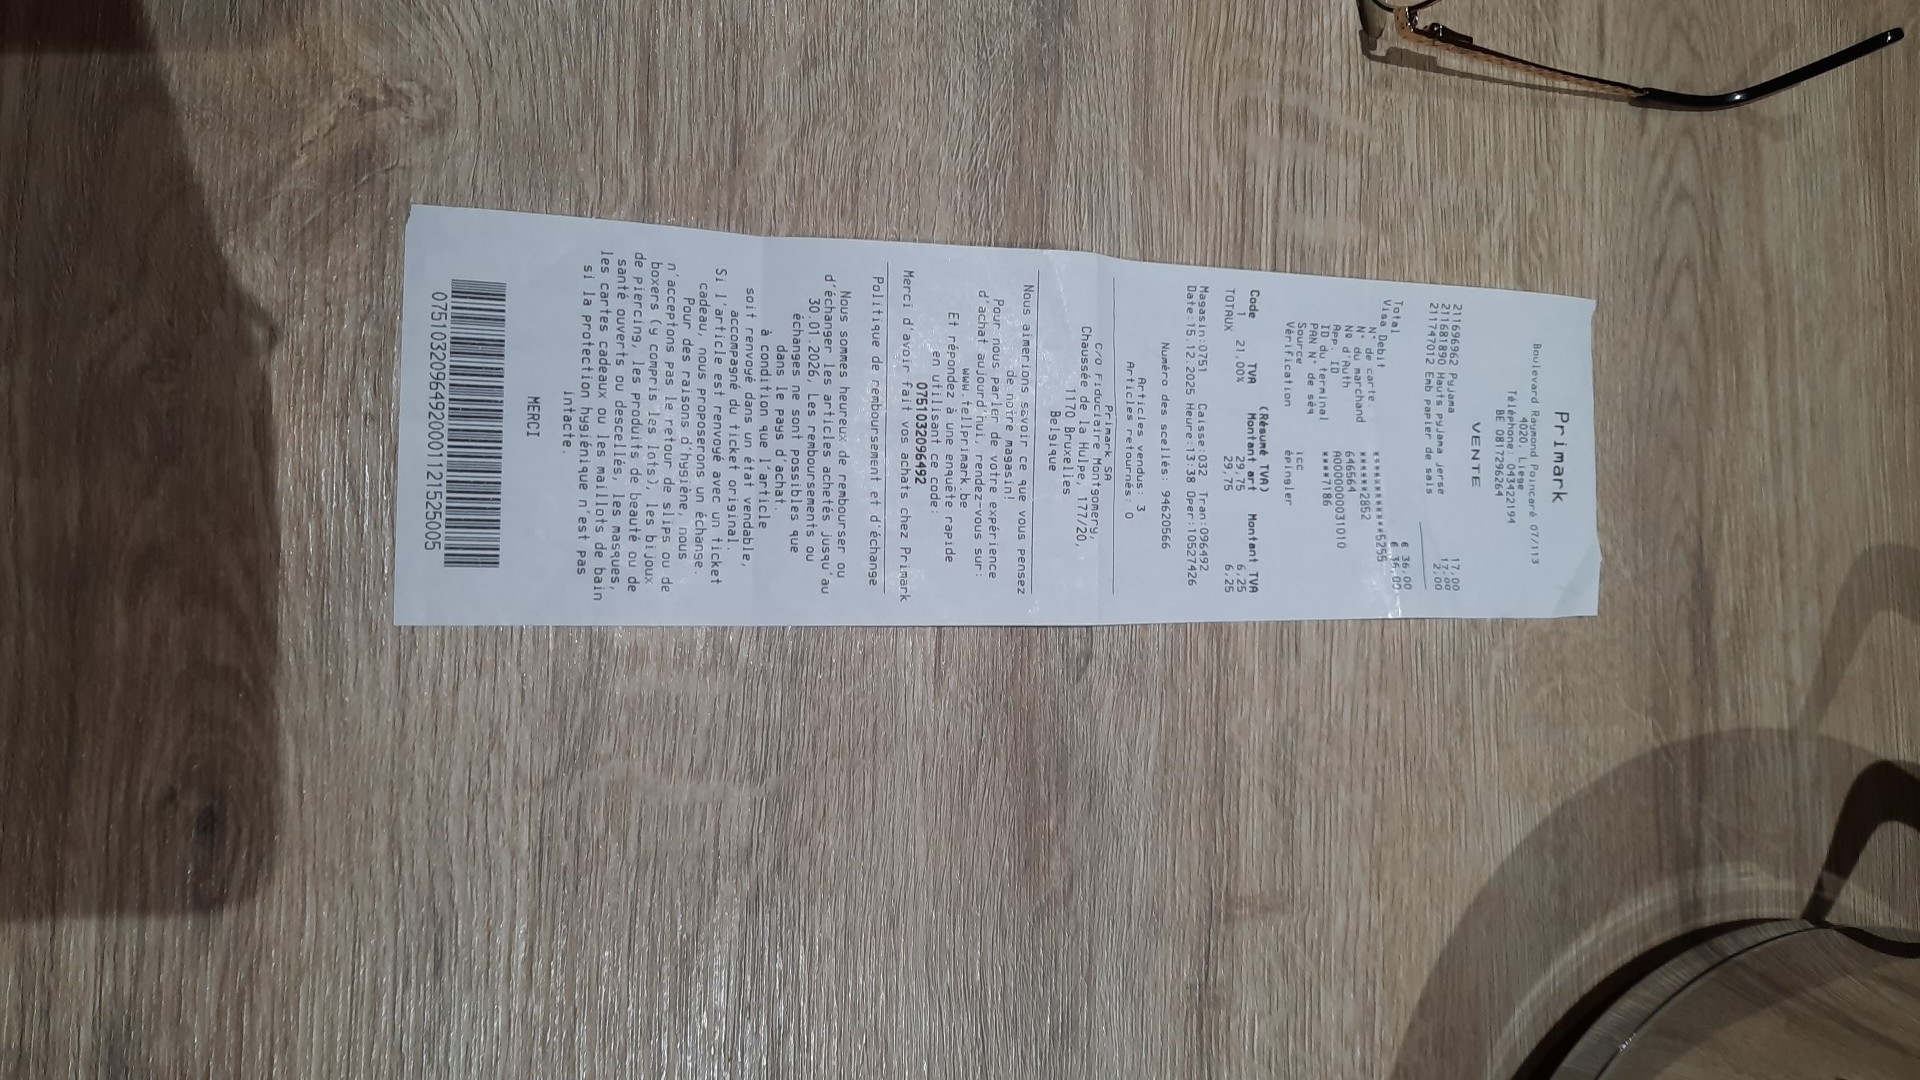 Primark
Boulevard Raymond Poincaré 07/113
4020, Liege
Téléphone: 043422194
BE 0817296264
VENTE
211696962 Pyjama 17,00
211681890 Hauts pyjama jerse 17,00
211747012 Emb papier de sais 2,00
Total € 36,00
Visa Debit € 36,00
N° de carte ************5255
N° du marchand *****2852
Nº d'Auth 646564
App. ID A0000000031010
ID du terminal ****7186
PAN N° de séq
Source icc
Vérification épingler
(Résumé TVA)
Code TVA Montant art Montant TVA
1 21,00% 29,75 6,25
TOTAUX 29,75 6,25
Magasin:0751 Caisse:032 Tran:096492
Date:15.12.2025 Heure:13:38 Oper:10527426
Numéro des scellés: 94620566
Articles vendus: 3
Articles retournés: 0
Primark SA
C/O Fiduciaire Montgomery,
Chaussée de la Hulpe, 177/20,
1170 Bruxelles
Belgique
Nous aimerions savoir ce que vous pensez
de notre magasin!
Pour nous parler de votre expérience
d'achat aujourd'hui, rendez-vous sur:
www.tellprimark.be
Et répondez à une enquête rapide
en utilisant ce code:
075103209​6492
Merci d'avoir fait vos achats chez Primark
Politique de remboursement et d'échange
Nous sommes heureux de rembourser ou
d'échanger les articles achetés jusqu'au
30.01.2026, Les remboursements ou
échanges ne sont possibles que
dans le pays d'achat.
à condition que l'article
soit renvoyé dans un état vendable,
accompagné du ticket original.
Si l'article est renvoyé avec un ticket
cadeau, nous proposerons un échange.
Pour des raisons d'hygiène, nous
n'acceptons pas le retour de slips ou de
boxers (y compris les lots), les bijoux
de piercing, les produits de beauté ou de
santé ouverts ou descellés, les masques,
les cartes cadeaux ou les maillots de bain
si la protection hygiénique n'est pas
intacte.
MERCI
0751032096492000112152​5005